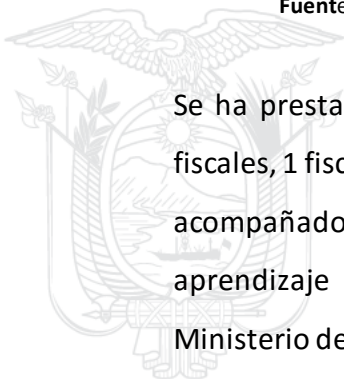 Fuente
Se ha presta
fiscales, 1 fisc
acompañado
aprendizaje
Ministerio de